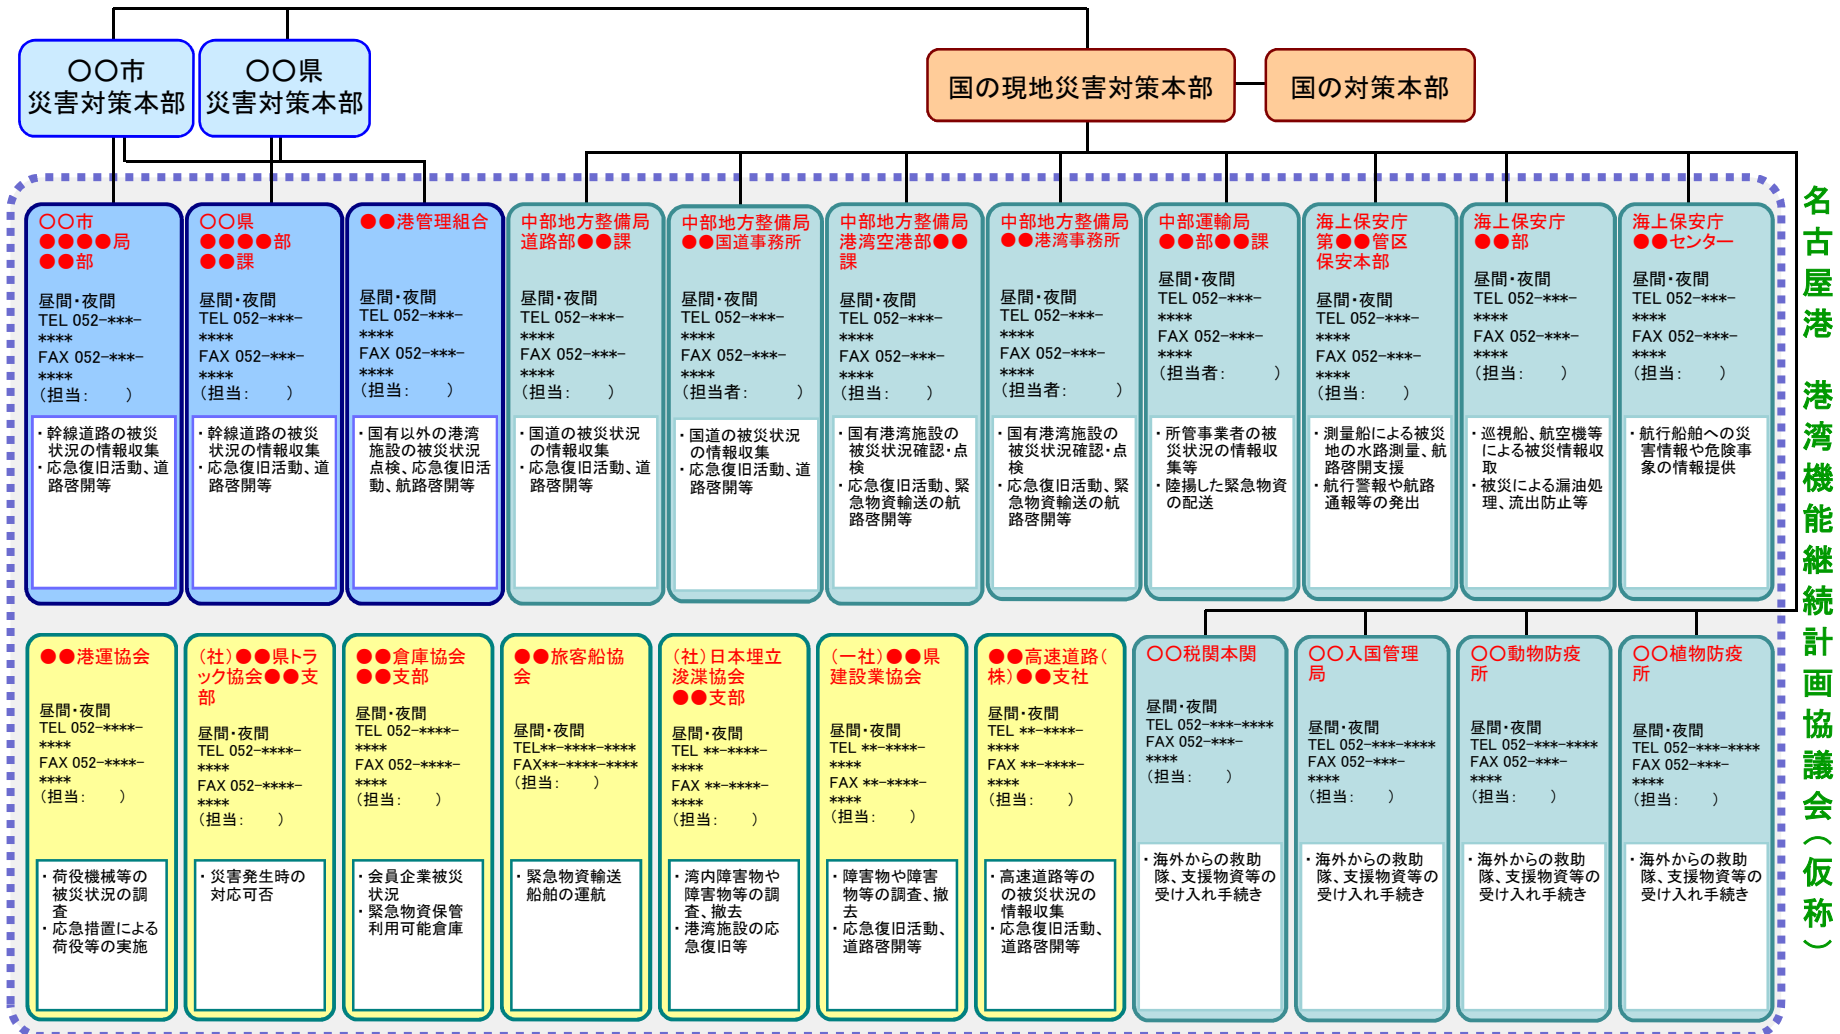 〇〇市
災害対策本部
〇〇県
災害対策本部
国の現地災害対策本部
国の対策本部
〇〇市
●●●●局
●●部
昼間・夜間
TEL 052-***-
****
FAX 052-***-
****
(担当:　　)
・幹線道路の被災
状況の情報収集
・応急復旧活動、道
路啓開等
〇〇県
●●●●部
●●課
昼間・夜間
TEL 052-***-
****
FAX 052-***-
****
(担当:　　)
・幹線道路の被災
状況の情報収集
・応急復旧活動、道
路啓開等
●●港管理組合
昼間・夜間
TEL 052-***-
****
FAX 052-***-
****
(担当:　　)
・国有以外の港湾
施設の被災状況
点検、応急復旧活
動、航路啓開等
中部地方整備局
道路部●●課
昼間・夜間
TEL 052-***-
****
FAX 052-***-
****
(担当:　　)
・国道の被災状況
の情報収集
・応急復旧活動、道
路啓開等
中部地方整備局
●●国道事務所
昼間・夜間
TEL 052-***-
****
FAX 052-***-
****
(担当者:　　)
・国道の被災状況
の情報収集
・応急復旧活動、道
路啓開等
中部地方整備局
港湾空港部●●
課
昼間・夜間
TEL 052-***-
****
FAX 052-***-
****
(担当:　　)
・国有港湾施設の
被災状況確認・点
検
・応急復旧活動、緊
急物資輸送の航
路啓開等
中部地方整備局
●●港湾事務所
昼間・夜間
TEL 052-***-
****
FAX 052-***-
****
(担当者:　　)
・国有港湾施設の
被災状況確認・点
検
・応急復旧活動、緊
急物資輸送の航
路啓開等
中部運輸局
●●部●●課
昼間・夜間
TEL 052-***-
****
FAX 052-***-
****
(担当者:　　)
・所管事業者の被
災状況の情報収
集等
・陸揚した緊急物資
の配送
海上保安庁
第●●管区
保安本部
昼間・夜間
TEL 052-***-
****
FAX 052-***-
****
(担当:　　)
・測量船による被災
地の水路測量、航
路啓開支援
・航行警報や航路
通報等の発出
海上保安庁
●●部
昼間・夜間
TEL 052-***-
****
FAX 052-***-
****
(担当:　　)
・巡視船、航空機等
による被災情報収
取
・被災による漏油処
理、流出防止等
海上保安庁
●●センター
昼間・夜間
TEL 052-***-
****
FAX 052-***-
****
(担当:　　)
・航行船舶への災
害情報や危険事
象の情報提供
●●港運協会
昼間・夜間
TEL 052-****-
****
FAX 052-****-
****
(担当:　　)
・荷役機械等の
被災状況の調
査
・応急措置による
荷役等の実施
(社)●●県トラ
ック協会●●支
部
昼間・夜間
TEL 052-****-
****
FAX 052-****-
****
(担当:　　)
・災害発生時の
対応可否
●●倉庫協会
●●支部
昼間・夜間
TEL 052-****-
****
FAX 052-****-
****
(担当:　　)
・会員企業被災
状況
・緊急物資保管
利用可能倉庫
●●旅客船協
会
昼間・夜間
TEL**-****-****
FAX**-****-****
(担当:　　)
・緊急物資輸送
船舶の運航
(社)日本埋立
浚渫協会
●●支部
昼間・夜間
TEL **-****-
****
FAX **-****-
****
(担当:　　)
・湾内障害物や
障害物等の調
査、撤去
・港湾施設の応
急復旧等
(一社)●●県
建設業協会
昼間・夜間
TEL **-****-
****
FAX **-****-
****
(担当:　　)
・障害物や障害
物等の調査、撤
去
・応急復旧活動、
道路啓開等
●●高速道路(
株)●●支社
昼間・夜間
TEL **-****-
****
FAX **-****-
****
(担当:　　)
・高速道路等の
の被災状況の
情報収集
・応急復旧活動、
道路啓開等
〇〇税関本関
昼間・夜間
TEL 052-***-****
FAX 052-***-
****
(担当:　　)
・海外からの救助
隊、支援物資等の
受け入れ手続き
〇〇入国管理
局
昼間・夜間
TEL 052-***-****
FAX 052-***-
****
(担当:　　)
・海外からの救助
隊、支援物資等の
受け入れ手続き
〇〇動物防疫
所
昼間・夜間
TEL 052-***-****
FAX 052-***-
****
(担当:　　)
・海外からの救助
隊、支援物資等の
受け入れ手続き
〇〇植物防疫
所
昼間・夜間
TEL 052-***-****
FAX 052-***-
****
(担当:　　)
・海外からの救助
隊、支援物資等の
受け入れ手続き
名古屋港　港湾機能継続計画協議会(仮称)